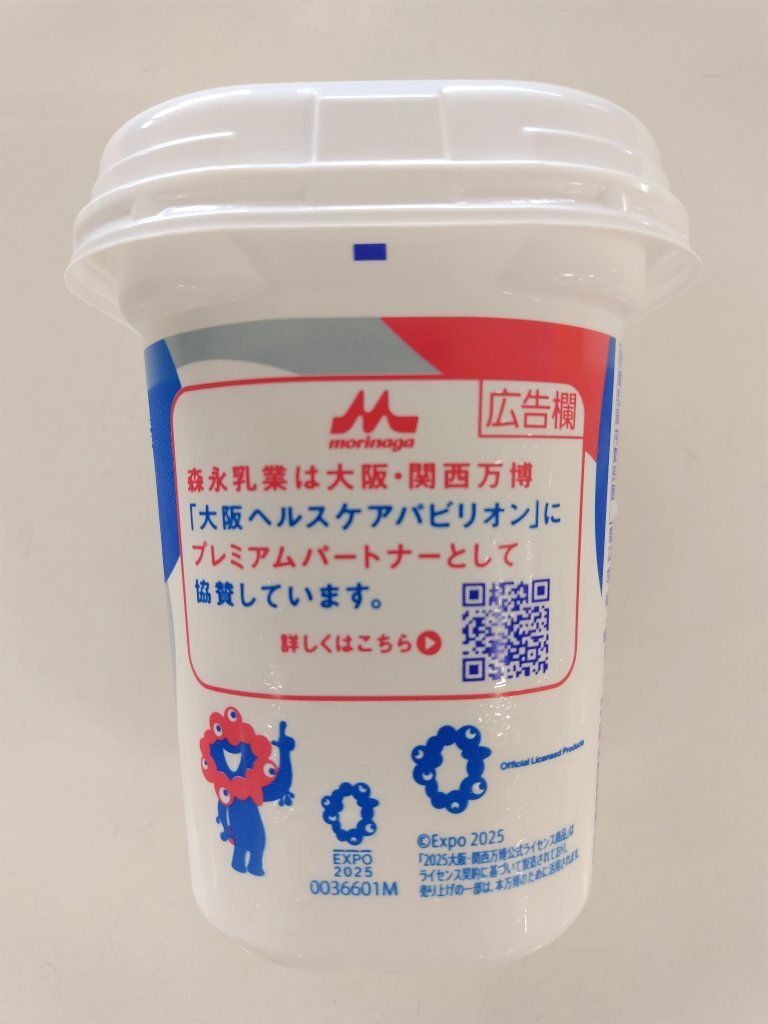 広告欄
morinaga
森永乳業は大阪・関西万博
「大阪ヘルスケアパビリオン」に
プレミアムパートナーとして
協賛しています。
詳しくはこちら
Official Licensed Product
EXPO
2025
0036601M
©Expo 2025
「2025大阪・関西万博公式ライセンス商品」は
ライセンス契約に基づいて製造されており、
売り上げの一部は、本万博のために活用されます。